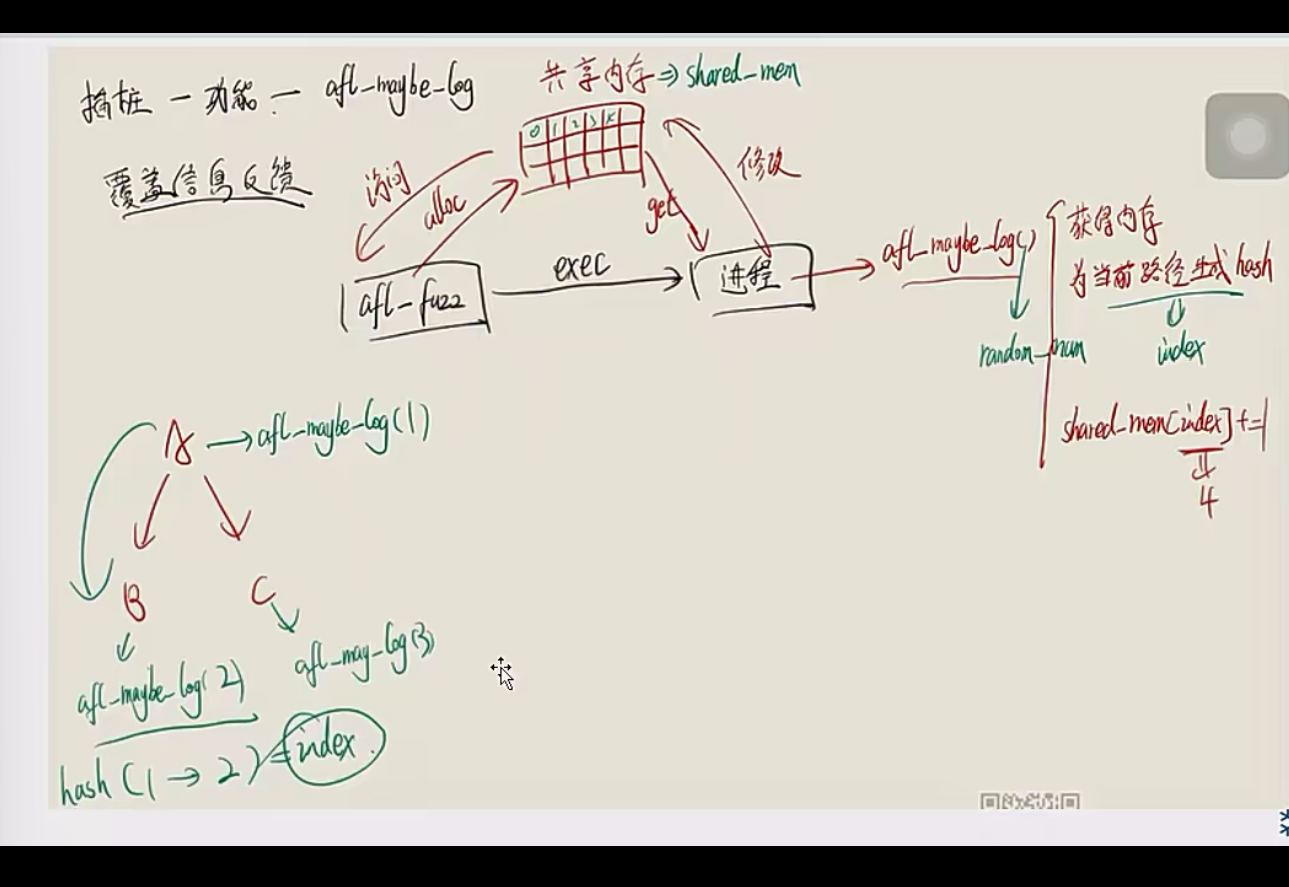 插桩 — 功能 — afl-maybe-log
共享内存 => shared-mem
覆盖信息反馈
0 1 2 3 4
访问
alloc
get
修改
afl-fuzz
exec
进程
afl-maybe-log()
random-num
获得内存
为当前路径生成hash
index
shared-mem[index]+=1
4
A
afl-maybe-log(1)
B
C
afl-maybe-log(2)
afl-may-log(3)
hash(1→2)=index.